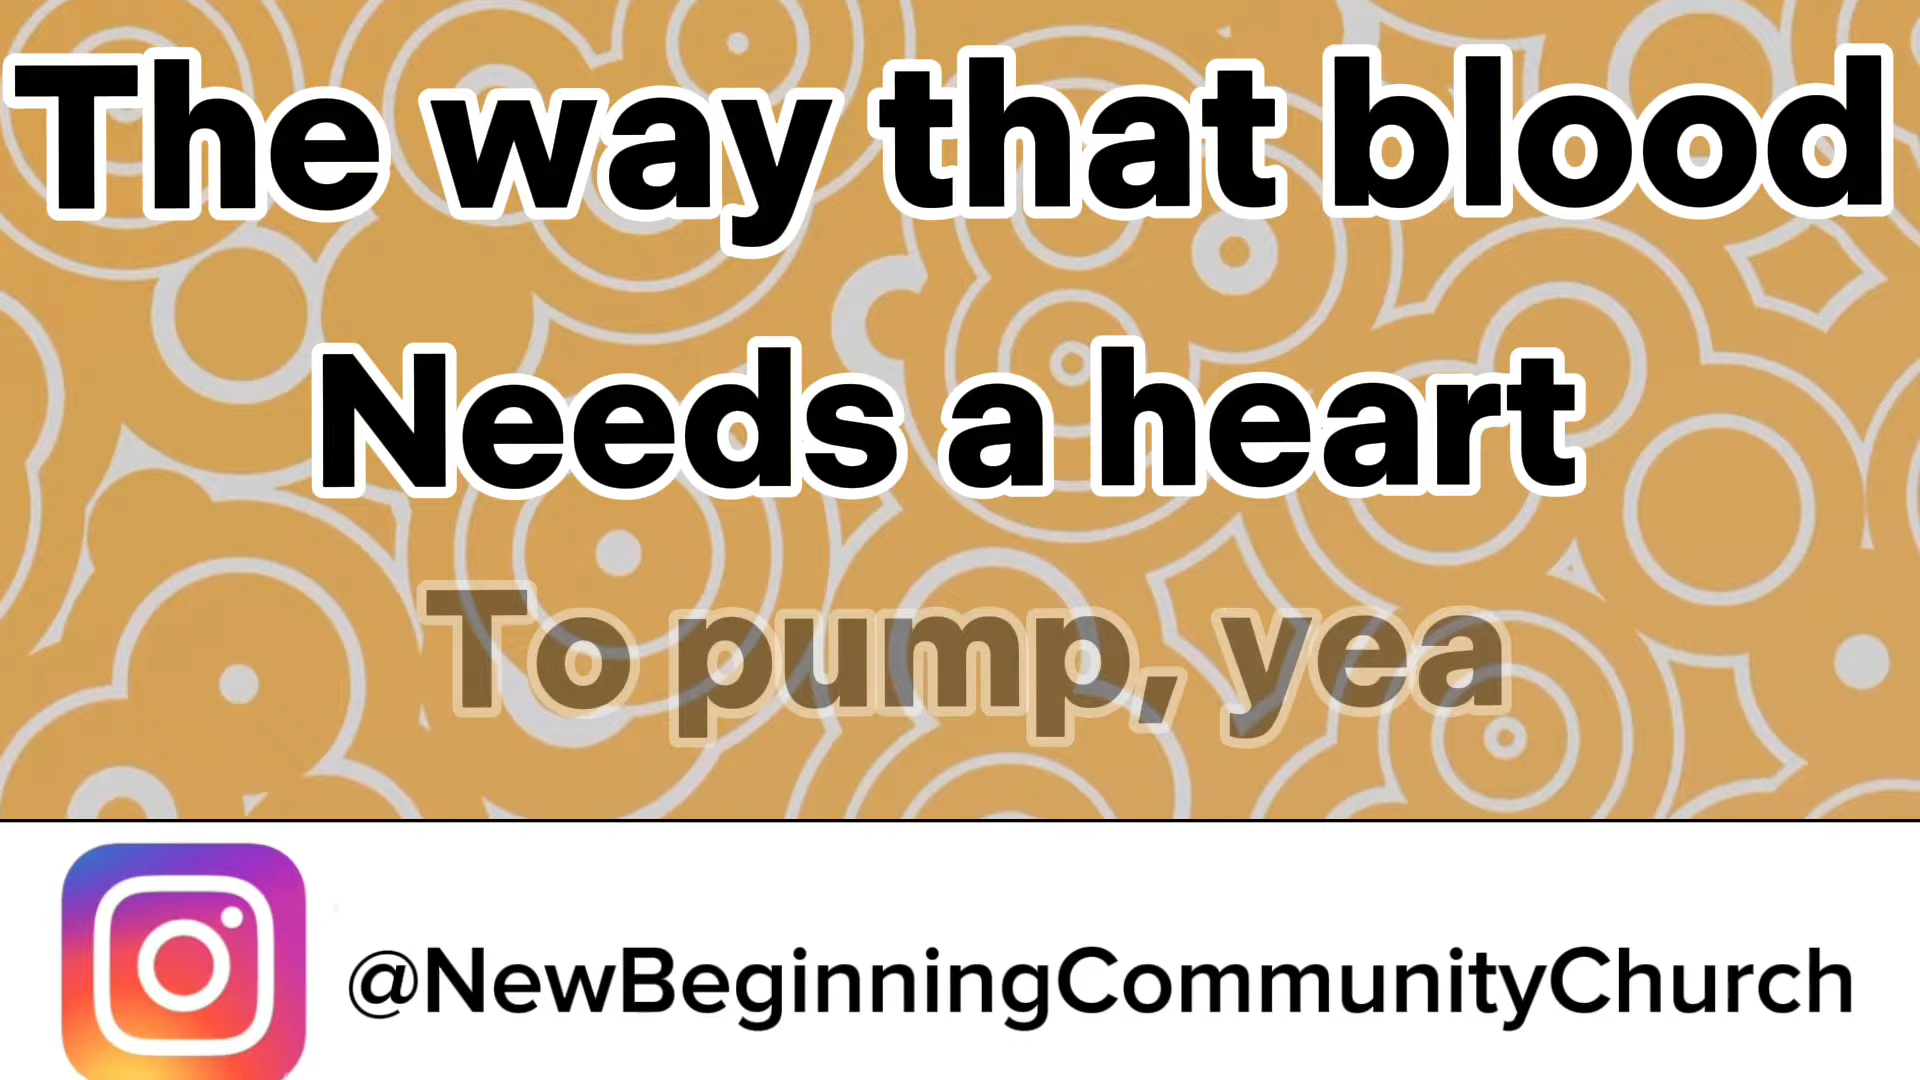 The way that blood
Needs a heart
To pump, yea
@NewBeginningCommunityChurch